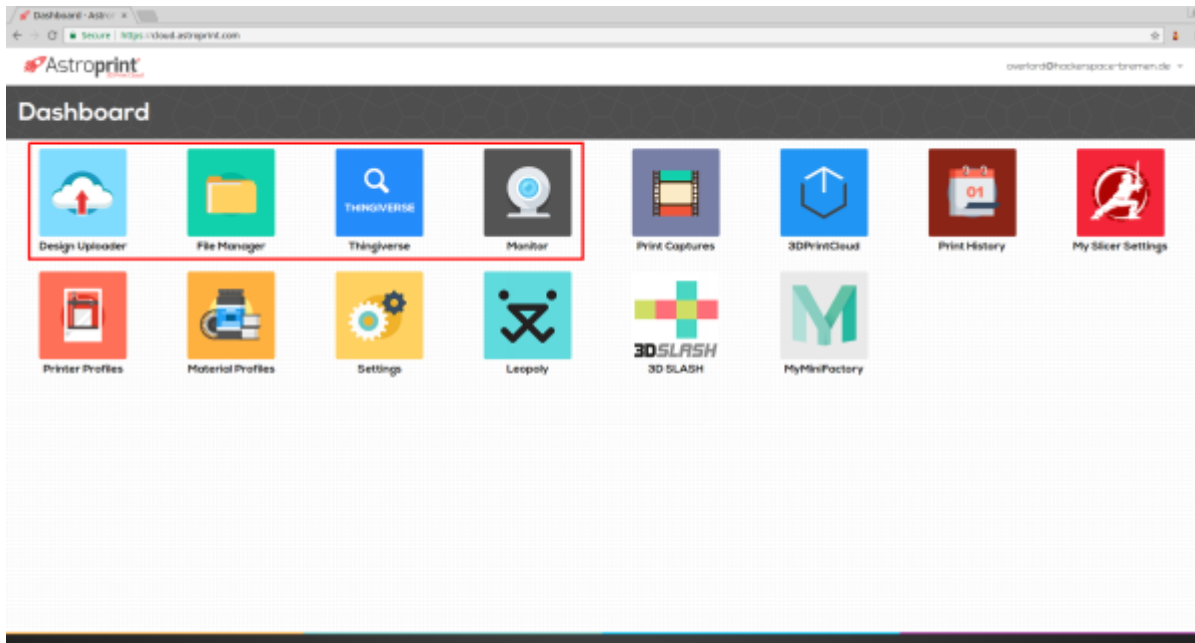 Dashboard - Astro
Secure | https://cloud.astroprint.com
Astroprint
overlord@hackerspace-bremen.de
Dashboard
THINGIVERSE
01
Design Uploader File Manager Thingiverse Monitor Print Captures 3DPrintCloud Print History My Slicer Settings
3DSLASH
Printer Profiles Material Profiles Settings Leopoly 3D SLASH MyMiniFactory